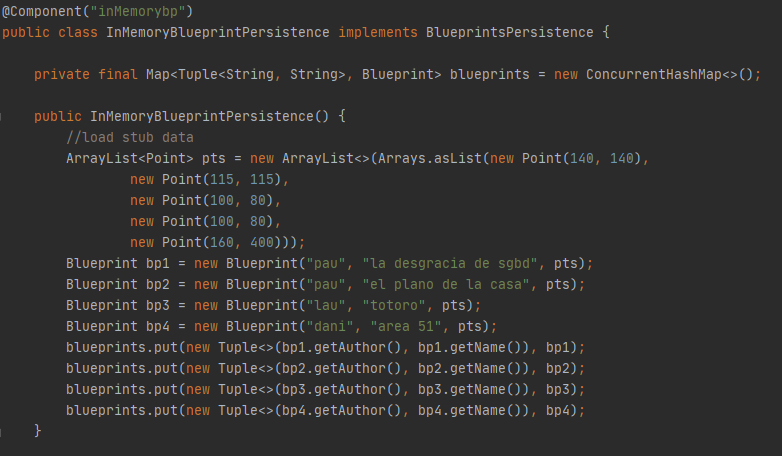 @Component("inMemorybp")
public class InMemoryBlueprintPersistence implements BlueprintsPersistence {
private final Map<Tuple<String, String>, Blueprint> blueprints = new ConcurrentHashMap<>();
public InMemoryBlueprintPersistence() {
//load stub data
ArrayList<Point> pts = new ArrayList<>(Arrays.asList(new Point(140, 140),
new Point(115, 115),
new Point(100, 80),
new Point(100, 80),
new Point(160, 400)));
Blueprint bp1 = new Blueprint("pau", "la desgracia de sgbd", pts);
Blueprint bp2 = new Blueprint("pau", "el plano de la casa", pts);
Blueprint bp3 = new Blueprint("lau", "totoro", pts);
Blueprint bp4 = new Blueprint("dani", "area 51", pts);
blueprints.put(new Tuple<>(bp1.getAuthor(), bp1.getName()), bp1);
blueprints.put(new Tuple<>(bp2.getAuthor(), bp2.getName()), bp2);
blueprints.put(new Tuple<>(bp3.getAuthor(), bp3.getName()), bp3);
blueprints.put(new Tuple<>(bp4.getAuthor(), bp4.getName()), bp4);
}